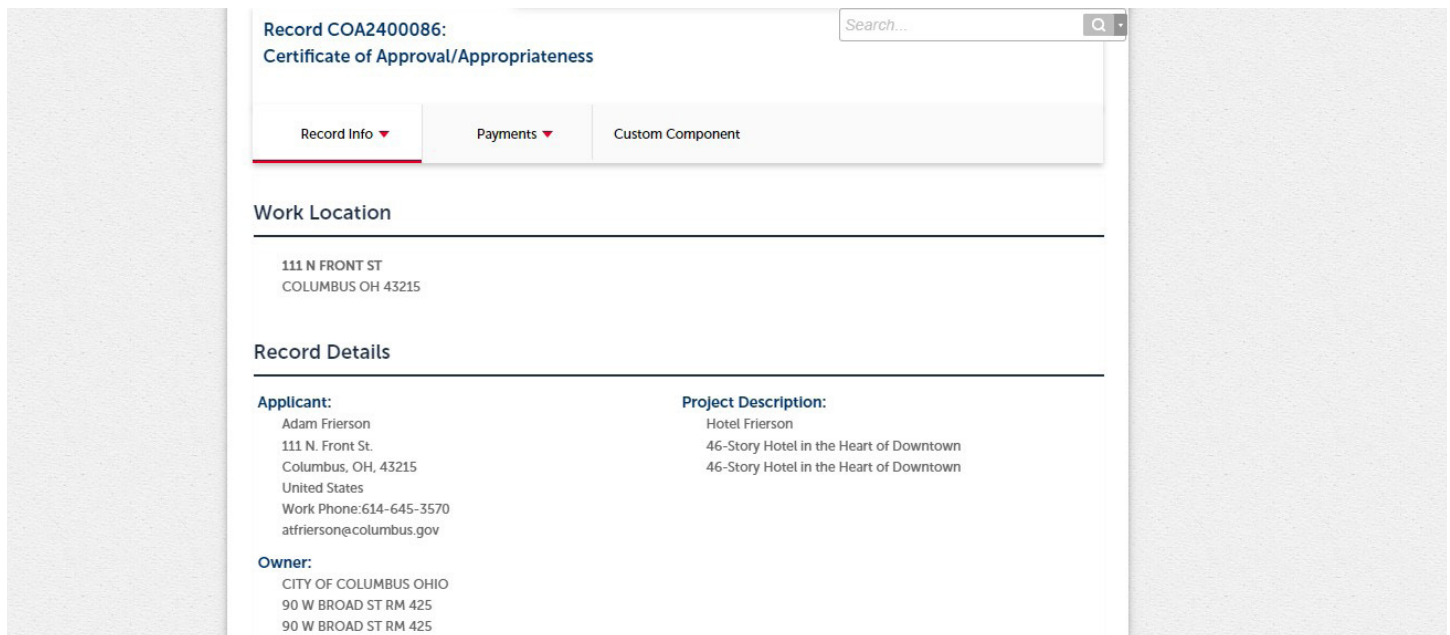 Record COA2400086:
Certificate of Approval/Appropriateness
Search...
Record Info
Payments
Custom Component
Work Location
111 N FRONT ST
COLUMBUS OH 43215
Record Details
Applicant:
Adam Frierson
111 N. Front St.
Columbus, OH, 43215
United States
Work Phone:614-645-3570
atfrierson@columbus.gov
Project Description:
Hotel Frierson
46-Story Hotel in the Heart of Downtown
46-Story Hotel in the Heart of Downtown
Owner:
CITY OF COLUMBUS OHIO
90 W BROAD ST RM 425
90 W BROAD ST RM 425